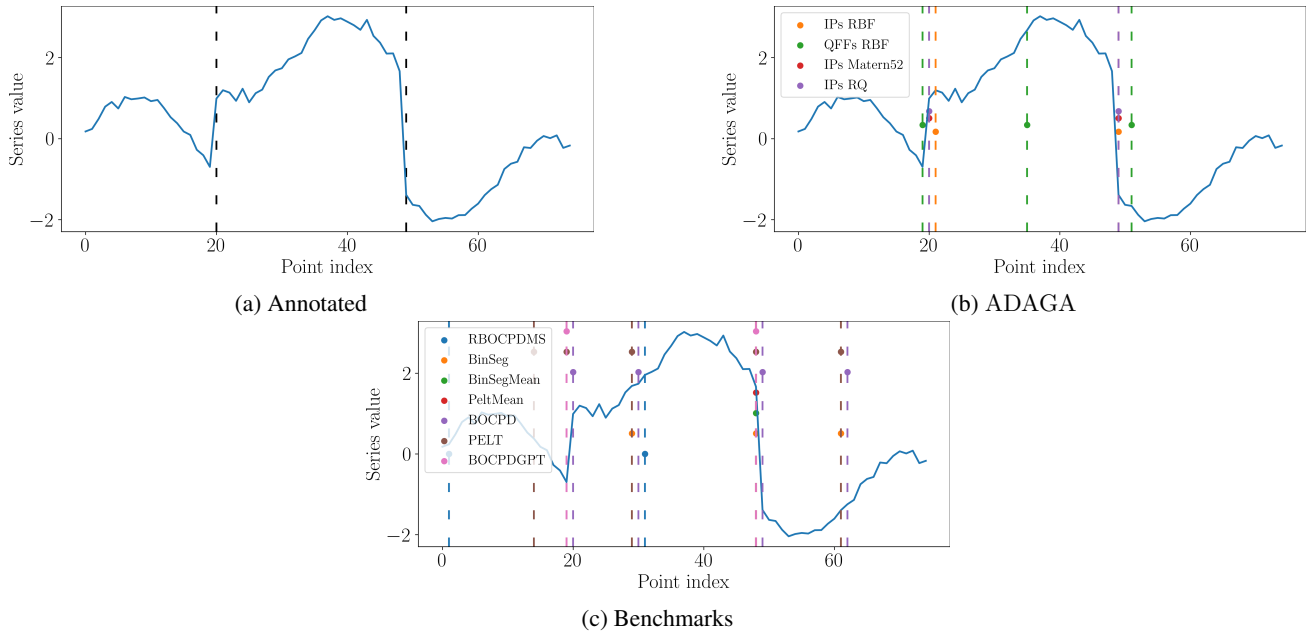 2
0
−2
Series value
0
20
40
60
Point index
(a) Annotated
IPs RBF
QFFs RBF
IPs Matern52
IPs RQ
2
0
−2
Series value
0
20
40
60
Point index
(b) ADAGA
RBOCPDMS
BinSeg
BinSegMean
PeltMean
BOCPD
PELT
BOCPDGPT
2
0
−2
Series value
0
20
40
60
Point index
(c) Benchmarks